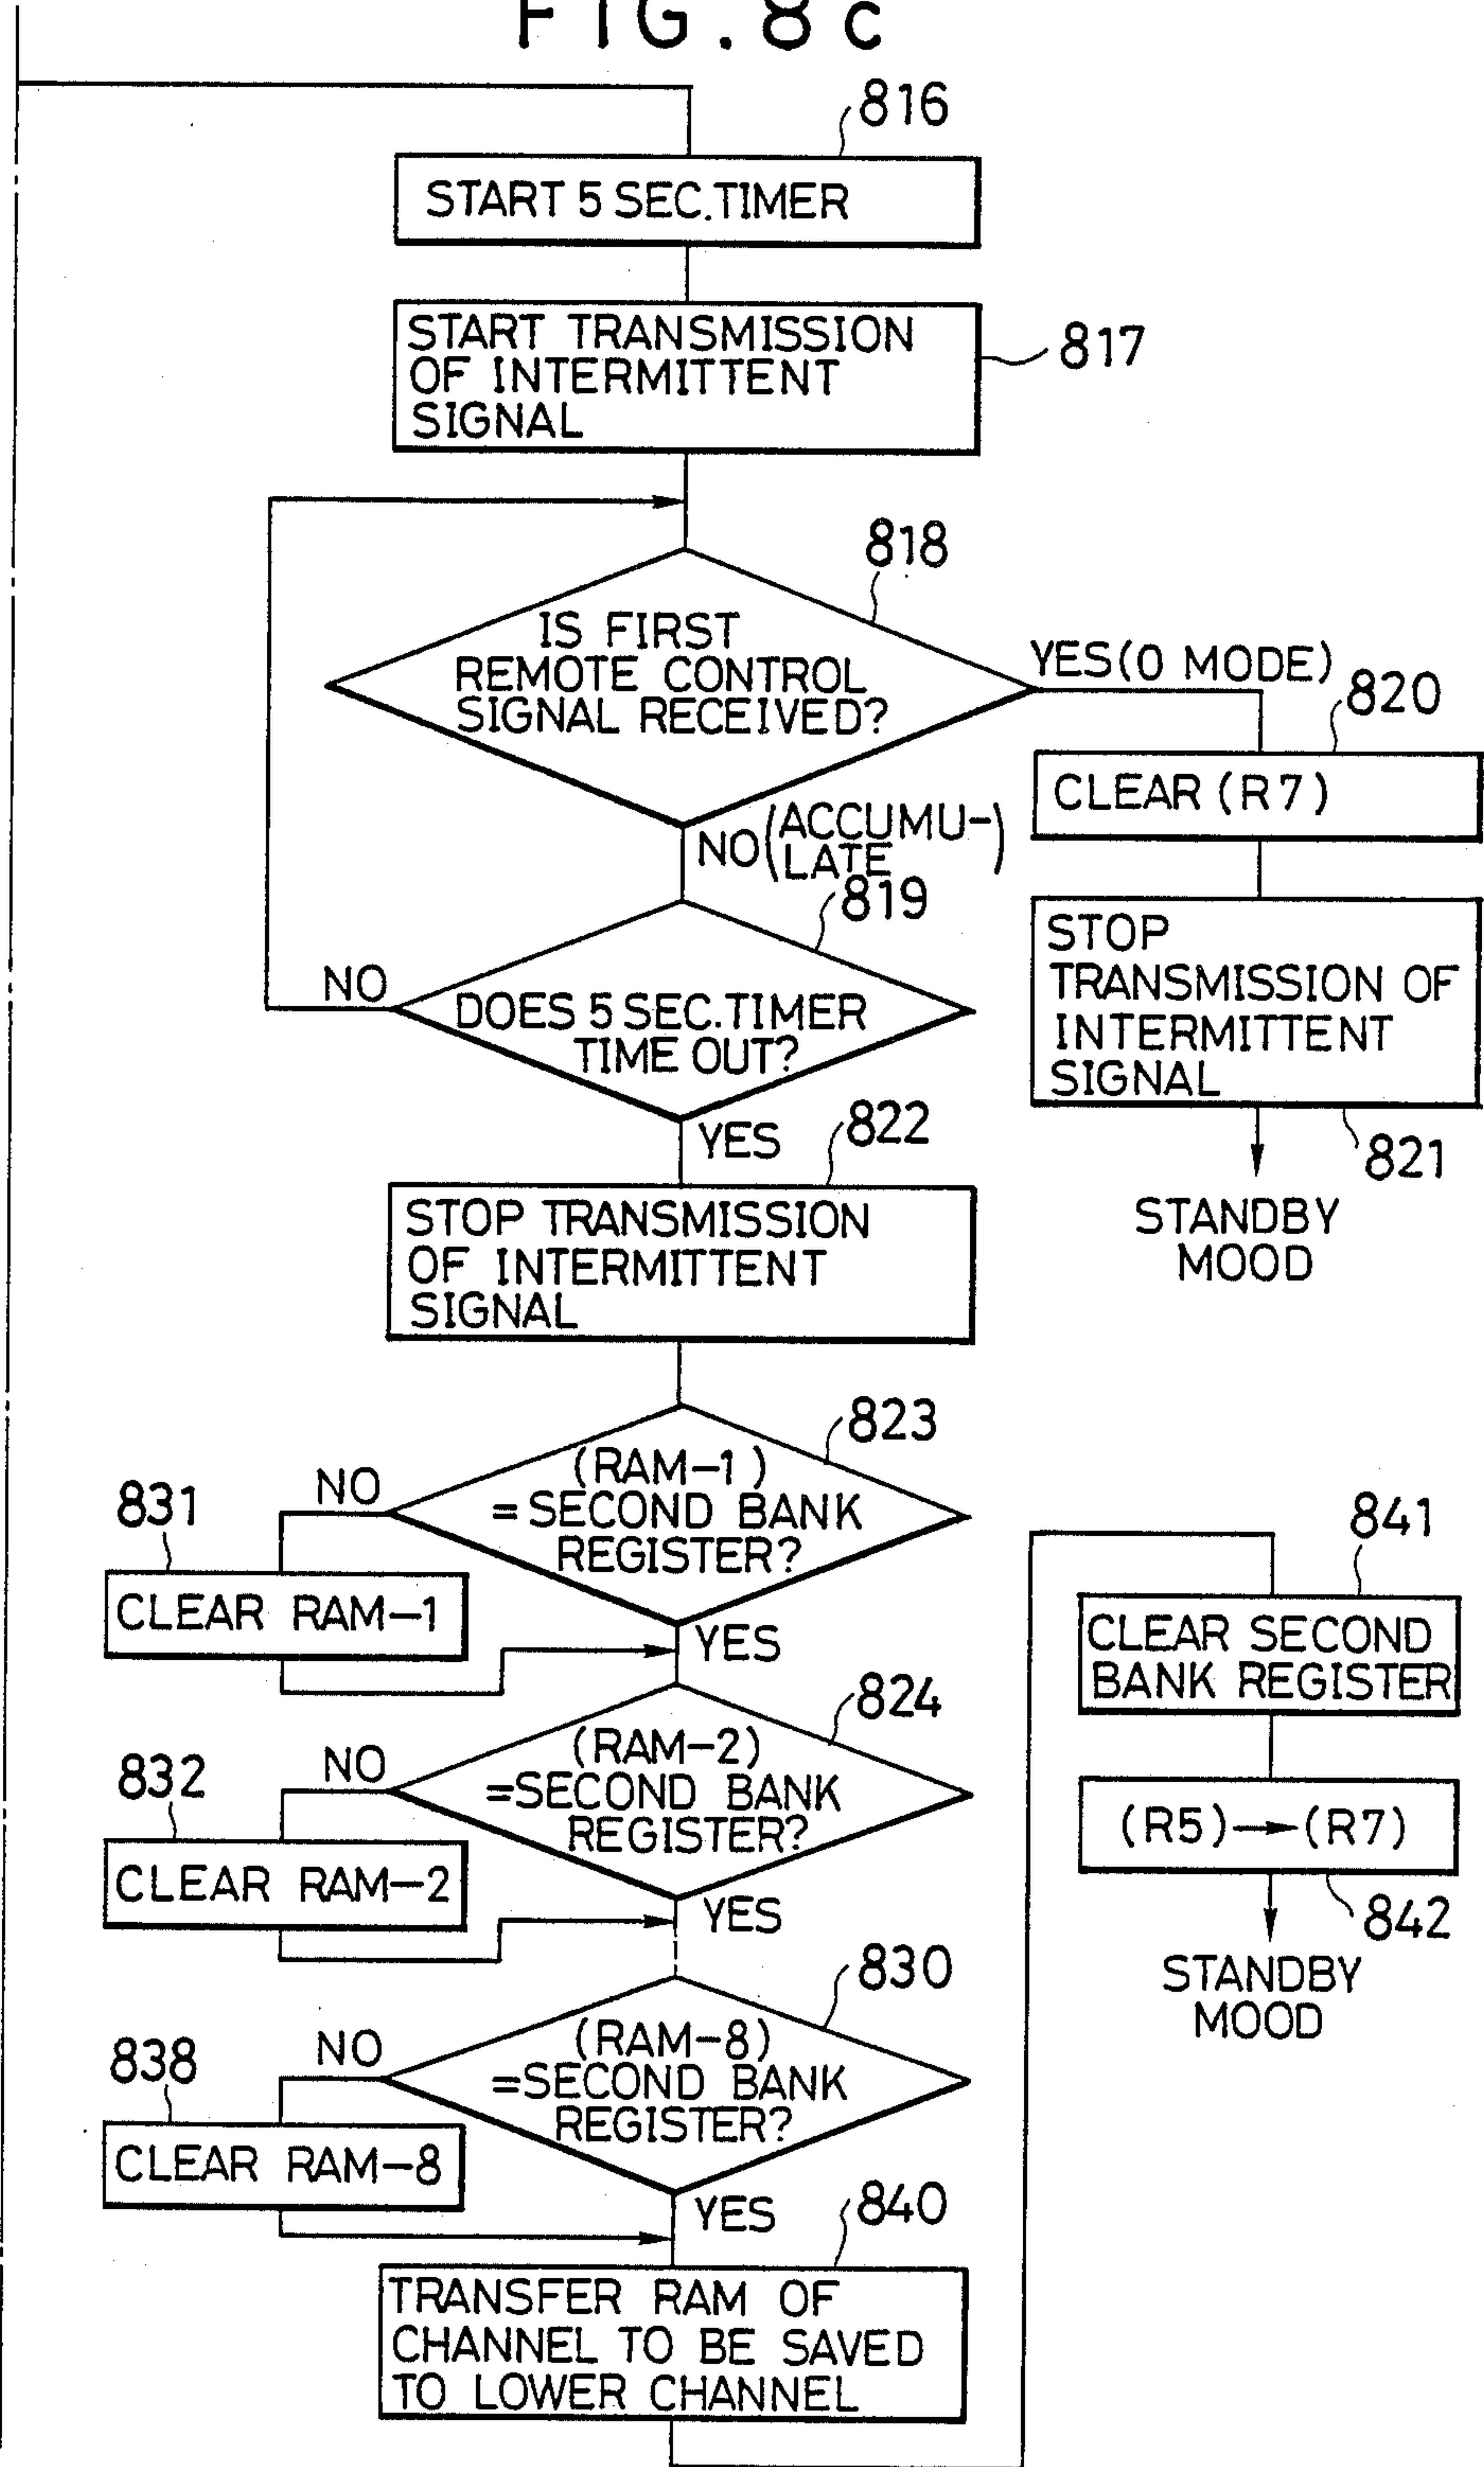 FIG. 8c
816
START 5 SEC. TIMER
START TRANSMISSION
OF INTERMITTENT
SIGNAL
817
818
IS FIRST
REMOTE CONTROL
SIGNAL RECEIVED?
YES (0 MODE)
820
CLEAR (R7)
NO (ACCUMU-
LATE)
819
STOP
TRANSMISSION OF
INTERMITTENT
SIGNAL
821
STANDBY
MOOD
NO
DOES 5 SEC. TIMER
TIME OUT?
YES
822
STOP TRANSMISSION
OF INTERMITTENT
SIGNAL
823
(RAM-1)
= SECOND BANK
REGISTER?
NO
831
CLEAR RAM-1
YES
824
(RAM-2)
=SECOND BANK
REGISTER?
NO
832
CLEAR RAM-2
YES
830
(RAM-8)
=SECOND BANK
REGISTER?
NO
838
CLEAR RAM-8
YES
840
TRANSFER RAM OF
CHANNEL TO BE SAVED
TO LOWER CHANNEL
841
CLEAR SECOND
BANK REGISTER
(R5)→(R7)
842
STANDBY
MOOD